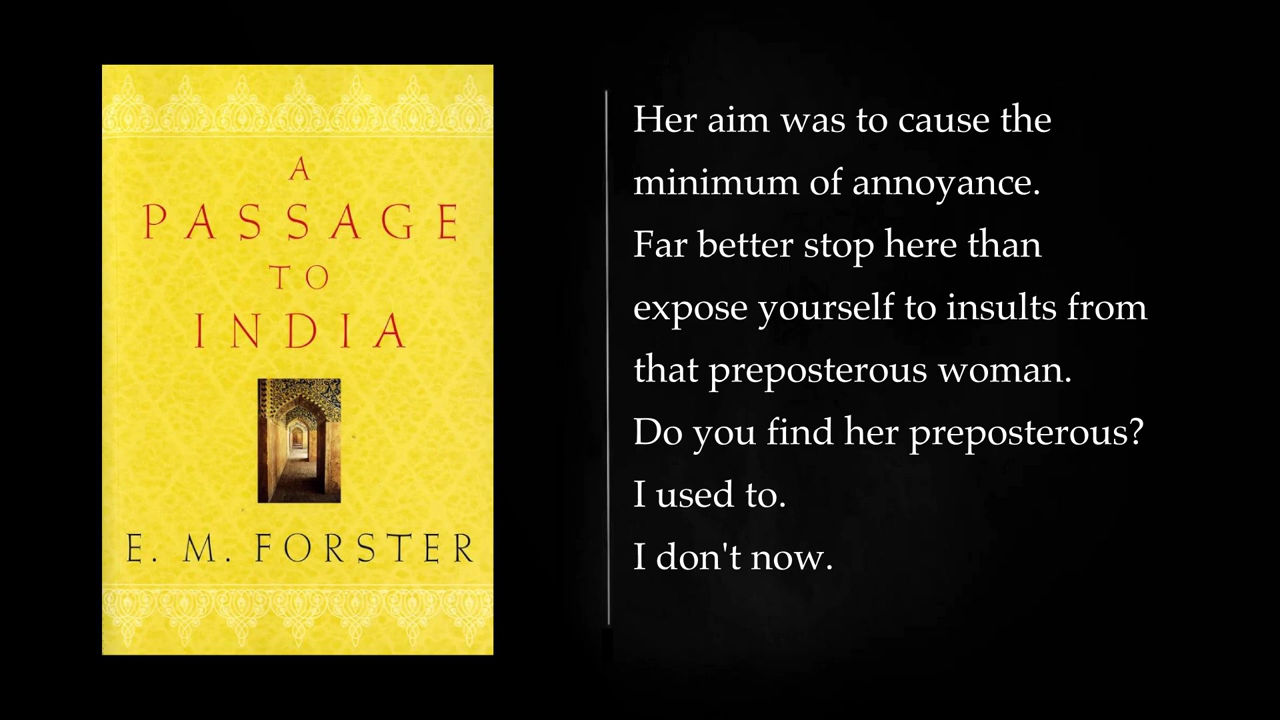 A
PASSAGE
TO
INDIA
E. M. FORSTER
Her aim was to cause the
minimum of annoyance.
Far better stop here than
expose yourself to insults from
that preposterous woman.
Do you find her preposterous?
I used to.
I don't now.